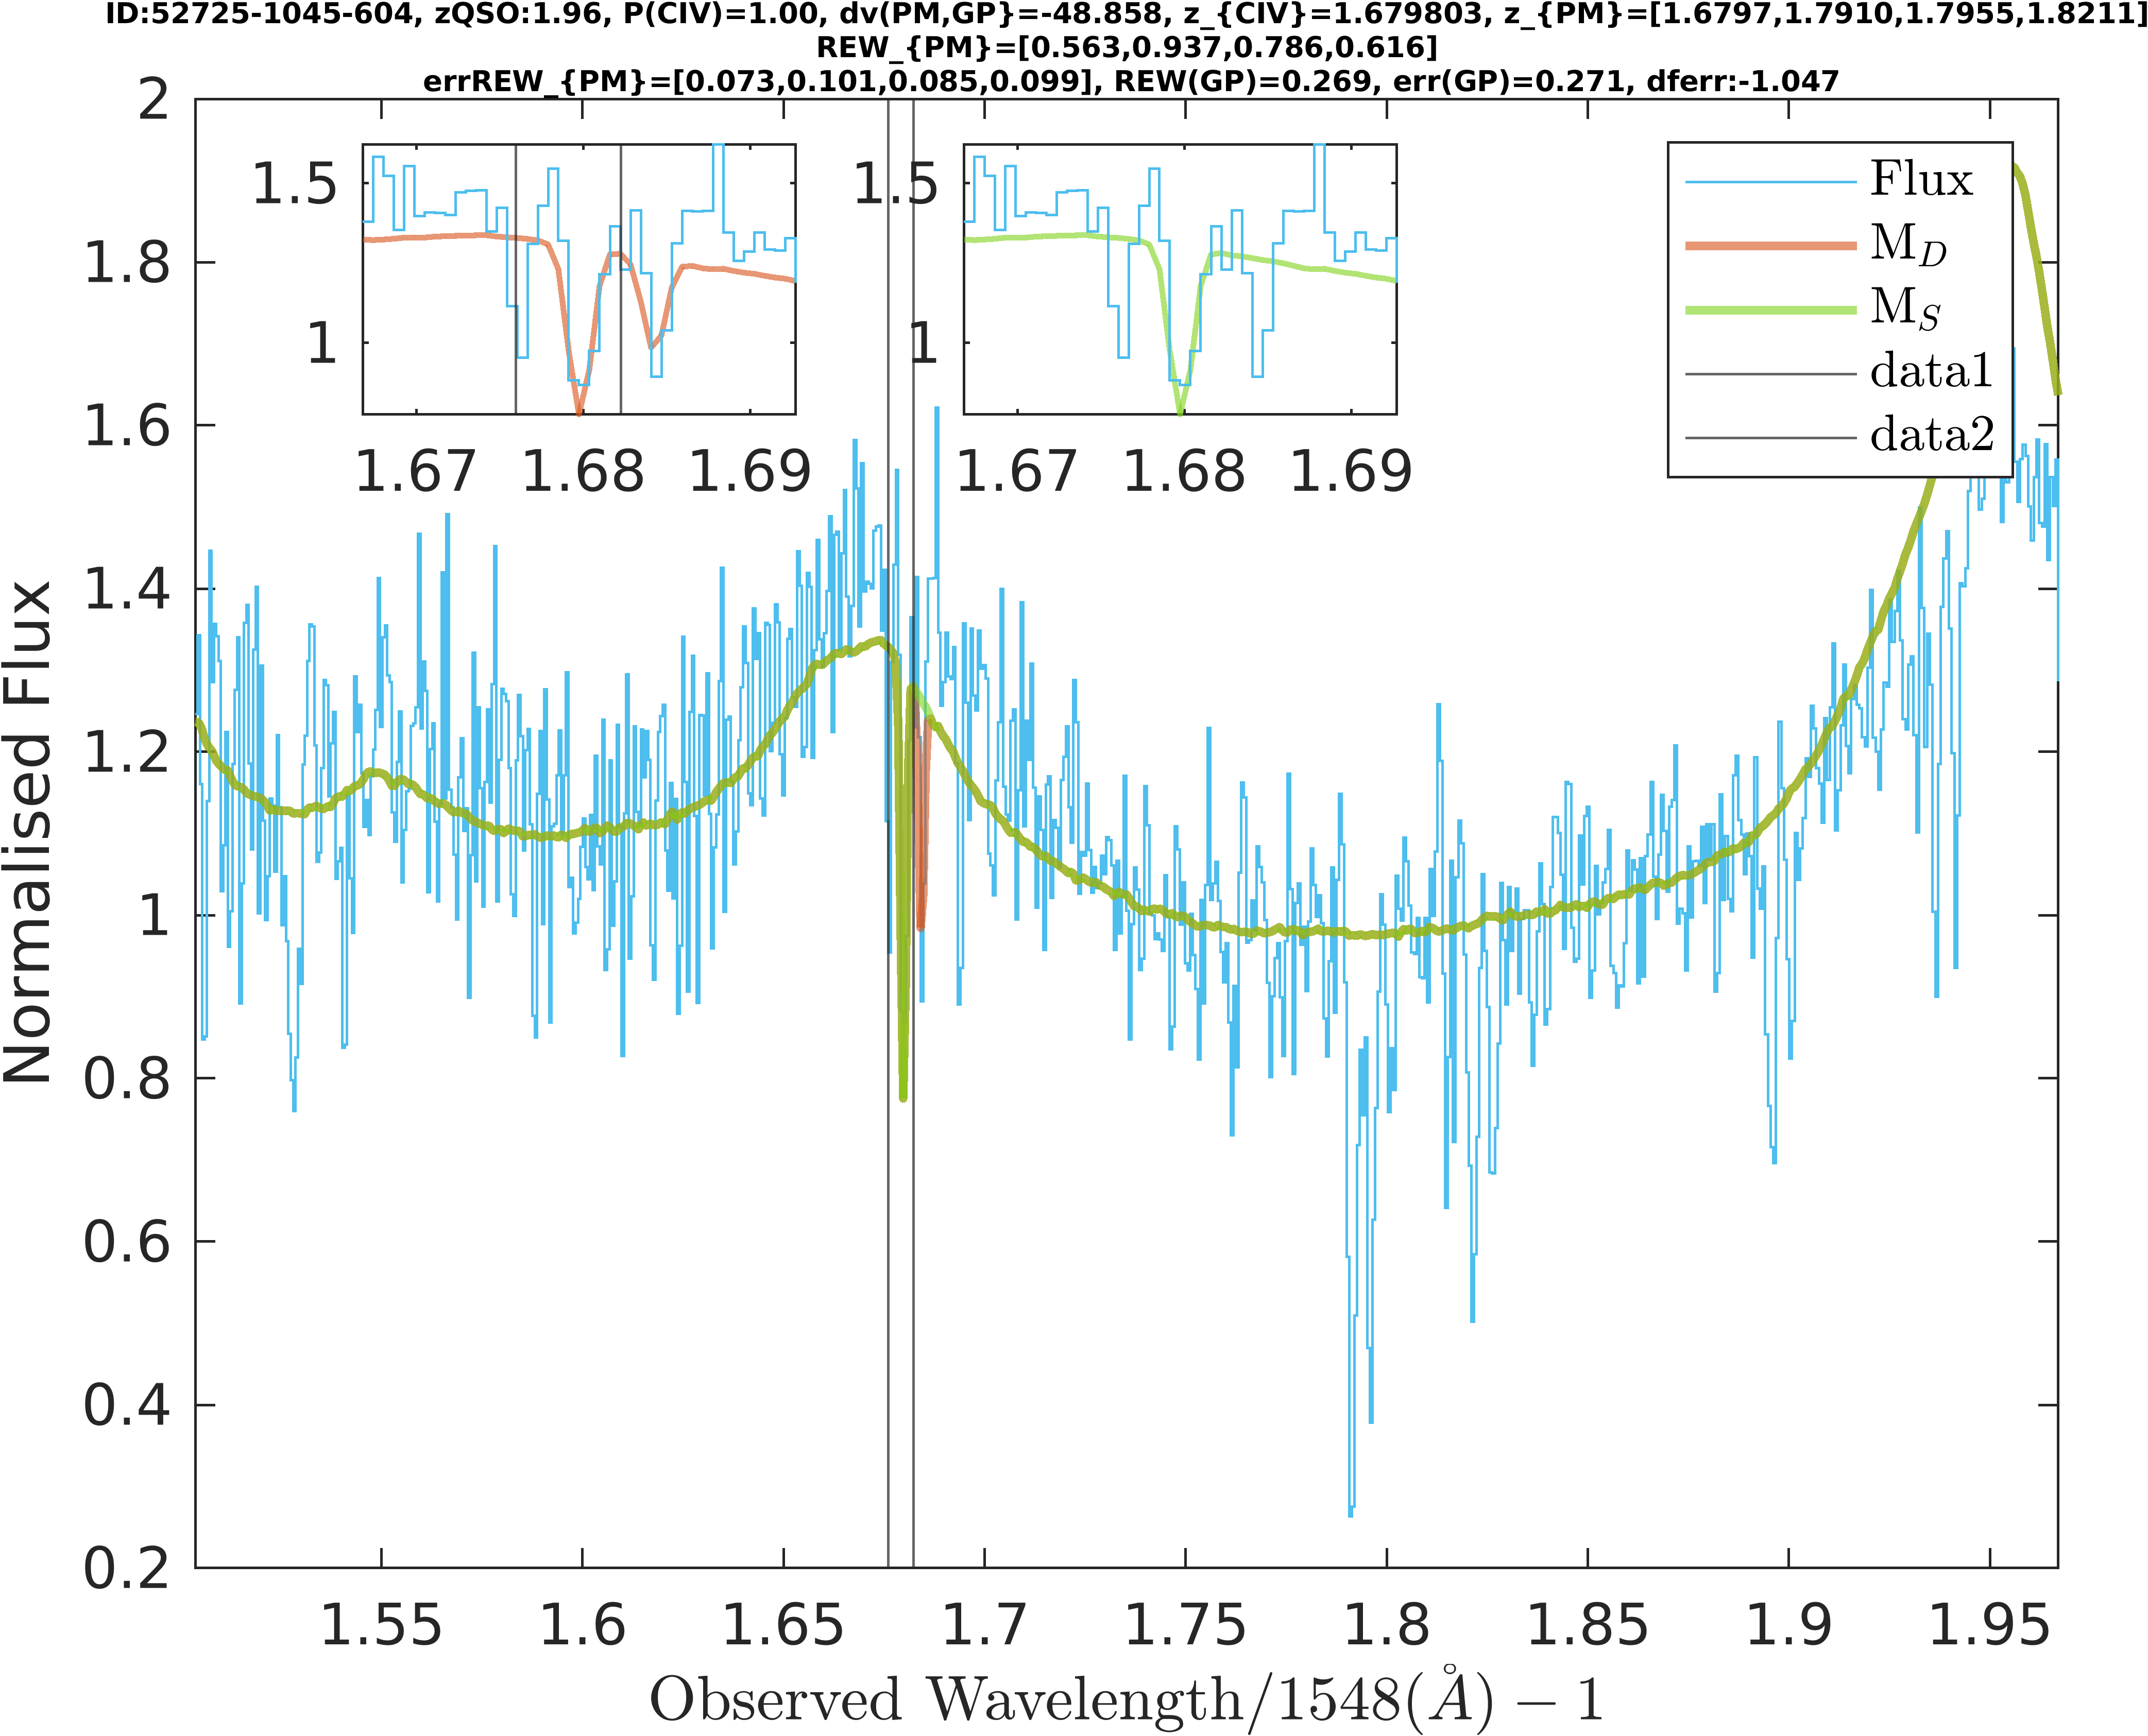 ID:52725-1045-604, zQSO:1.96, P(CIV)=1.00, dv(PM,GP}=-48.858, z_{CIV}=1.679803, z_{PM}=[1.6797,1.7910,1.7955,1.8211]
REW_{PM}=[0.563,0.937,0.786,0.616]
errREW_{PM}=[0.073,0.101,0.085,0.099], REW(GP)=0.269, err(GP)=0.271, dferr:-1.047
2
1.8
1.6
1.4
1.2
1
0.8
0.6
0.4
0.2
Normalised Flux
1.5
1
1.67 1.68 1.69
1.5
1
1.67 1.68 1.69
Flux
M_D
M_S
data1
data2
1.55 1.6 1.65 1.7 1.75 1.8 1.85 1.9 1.95
Observed Wavelength/1548(Å) − 1